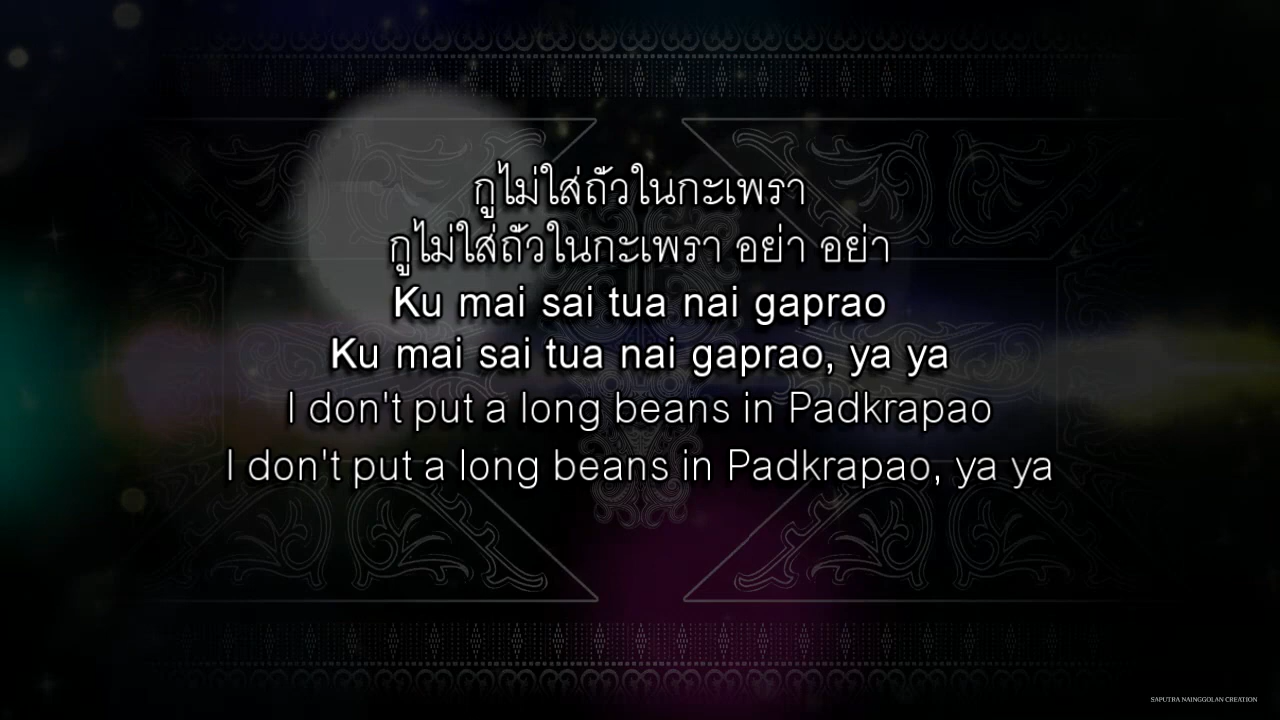 กูไม่ใส่ถั่วในกะเพรา
กูไม่ใส่ถั่วในกะเพรา อย่า อย่า
Ku mai sai tua nai gaprao
Ku mai sai tua nai gaprao, ya ya
I don't put a long beans in Padkrapao
I don't put a long beans in Padkrapao, ya ya
SAPUTRA NAINGGOLAN CREATION